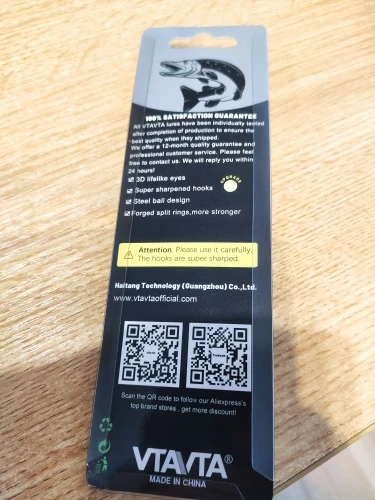 100% SATISFACTION GUARANTEE
All VTAVTA lures have been individually tested
after completion of production to ensure the
best quality when they shipped.
We offer a 12-month quality guarantee and
professional customer service. Please feel
free to contact us. We will reply you within
24 hours!
3D lifelike eyes
UPGRADE
Super sharpened hooks
Steel ball design
Forged split rings,more stronger
Attention: Please use it carefully,
The hooks are super sharped.
Haitang Technology (Guangzhou) Co.,Ltd.
www.vtavtaofficial.com
Scan the QR code to follow our Aliexpress's
top brand stores , get more discount!
VTAVTA®
MADE IN CHINA